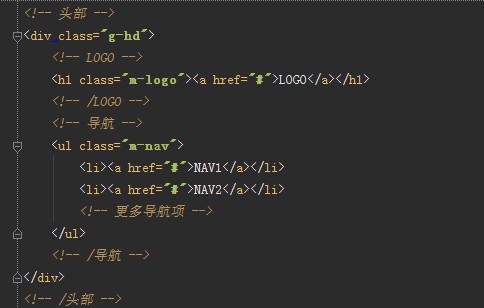 <!-- 头部 -->
<div class="g-hd">
<!-- LOGO -->
<h1 class="m-logo"><a href="#">LOGO</a></h1>
<!-- /LOGO -->
<!-- 导航 -->
<ul class="m-nav">
<li><a href="#">NAV1</a></li>
<li><a href="#">NAV2</a></li>
<!-- 更多导航项 -->
</ul>
<!-- /导航 -->
</div>
<!-- /头部 -->